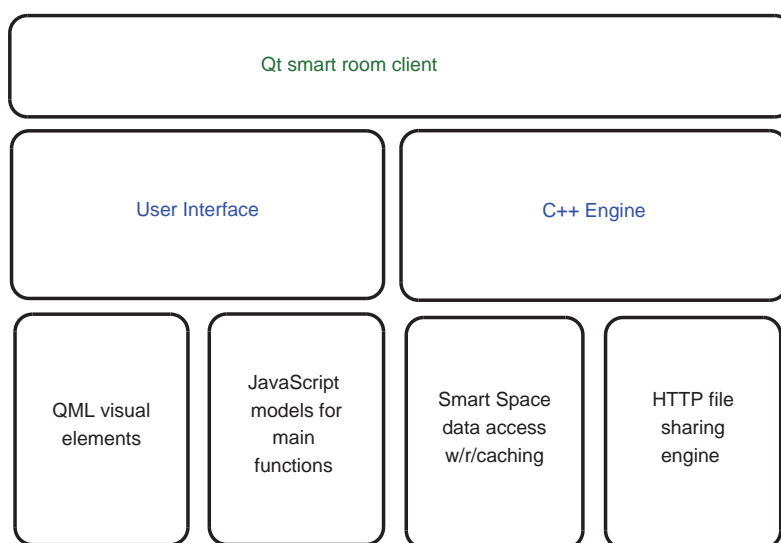 Qt smart room client
User Interface
C++ Engine
QML visual
elements
JavaScript
models for
main
functions
Smart Space
data access
w/r/caching
HTTP file
sharing
engine